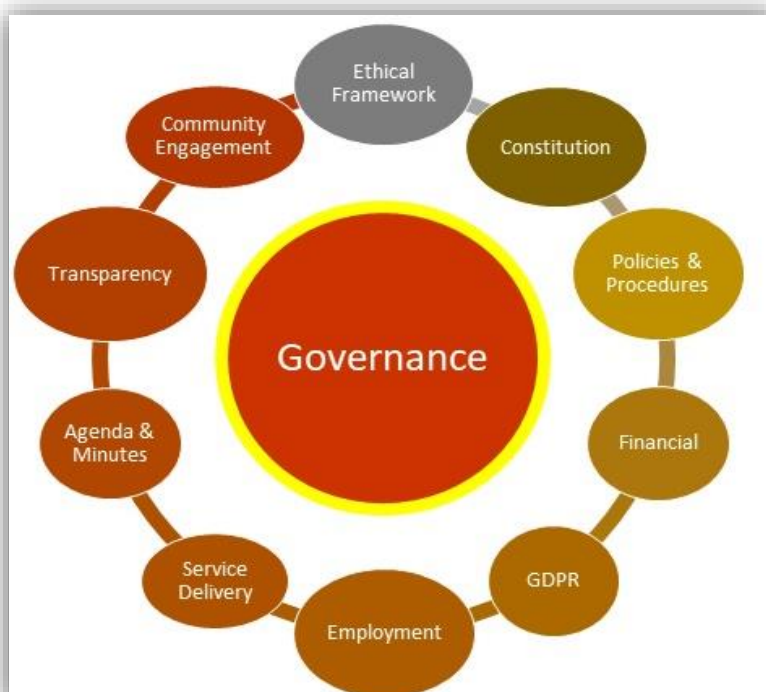 Ethical
Framework
Constitution
Policies &
Procedures
Financial
GDPR
Employment
Service
Delivery
Agenda &
Minutes
Transparency
Community
Engagement
Governance